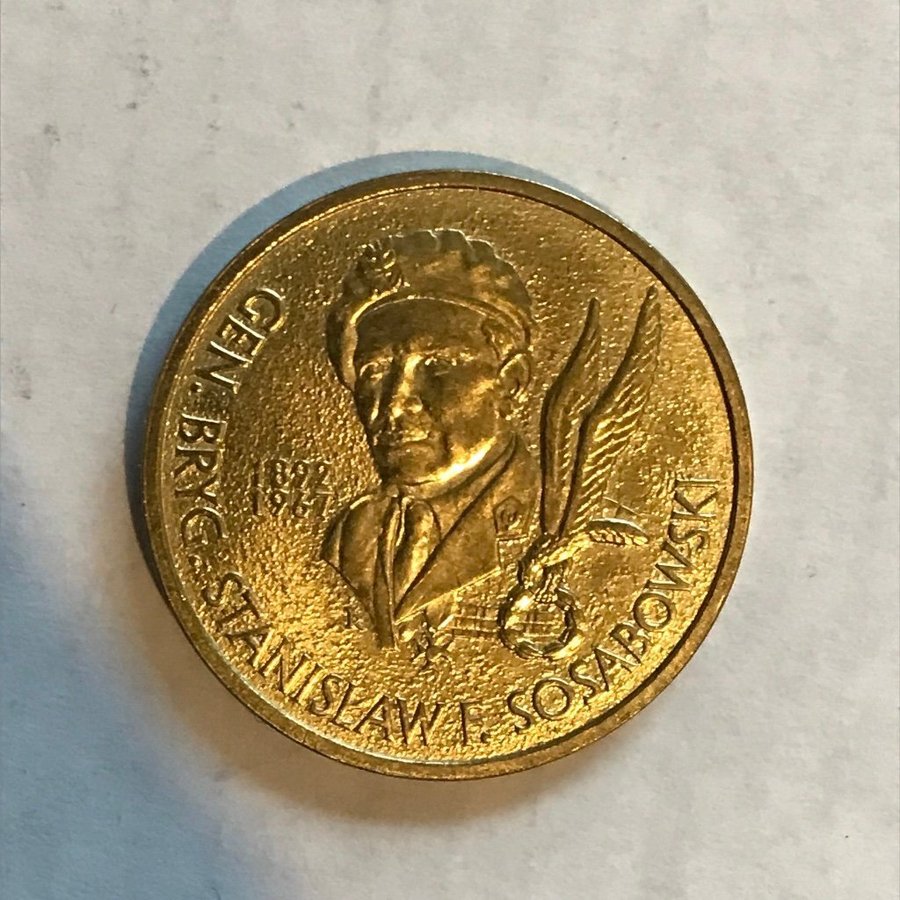 GEN. BRYG. STANISŁAW F. SOSABOWSKI
1892
1967